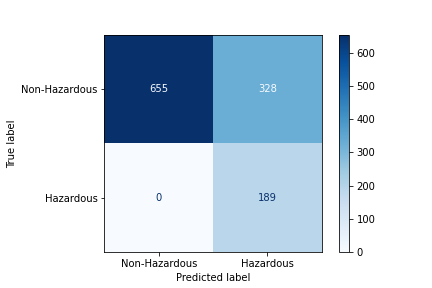 600
Non-Hazardous 655 328
500
400
True label
300
Hazardous 0 189
200
100
0
Non-Hazardous Hazardous
Predicted label